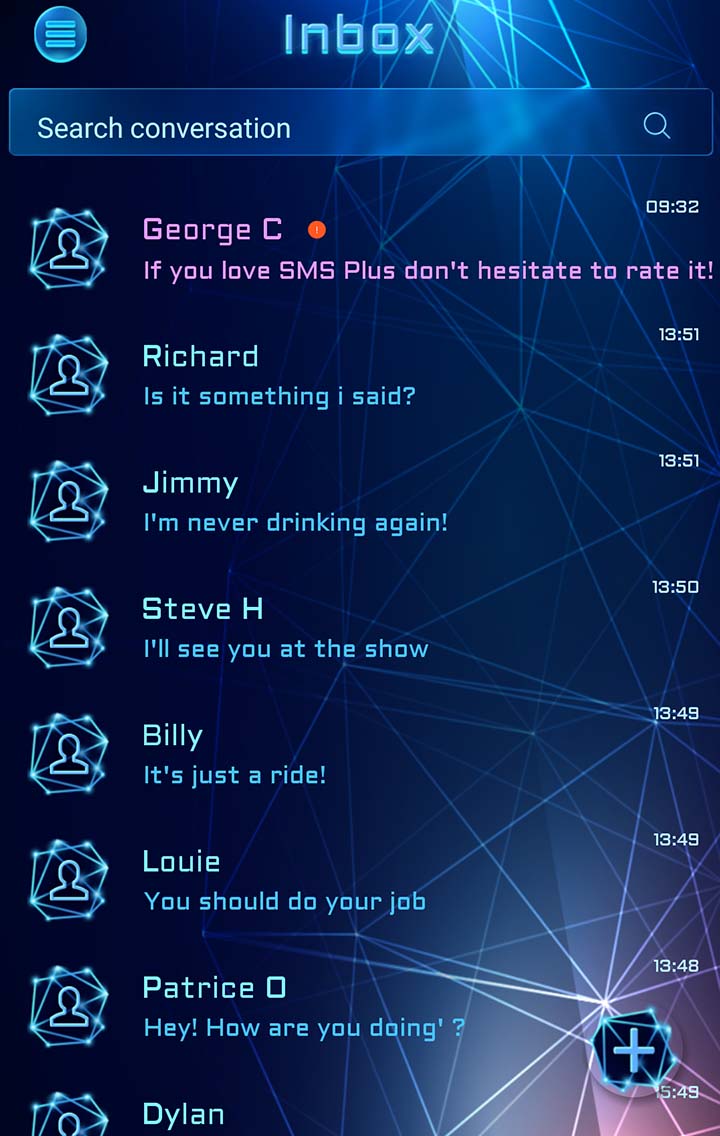 Inbox
Search conversation
09:32
George C
If you love SMS Plus don't hesitate to rate it!
13:51
Richard
Is it something i said?
13:51
Jimmy
I'm never drinking again!
13:50
Steve H
I'll see you at the show
13:49
Billy
It's just a ride!
13:49
Louie
You should do your job
13:48
Patrice O
Hey! How are you doing' ?
15:49
Dylan